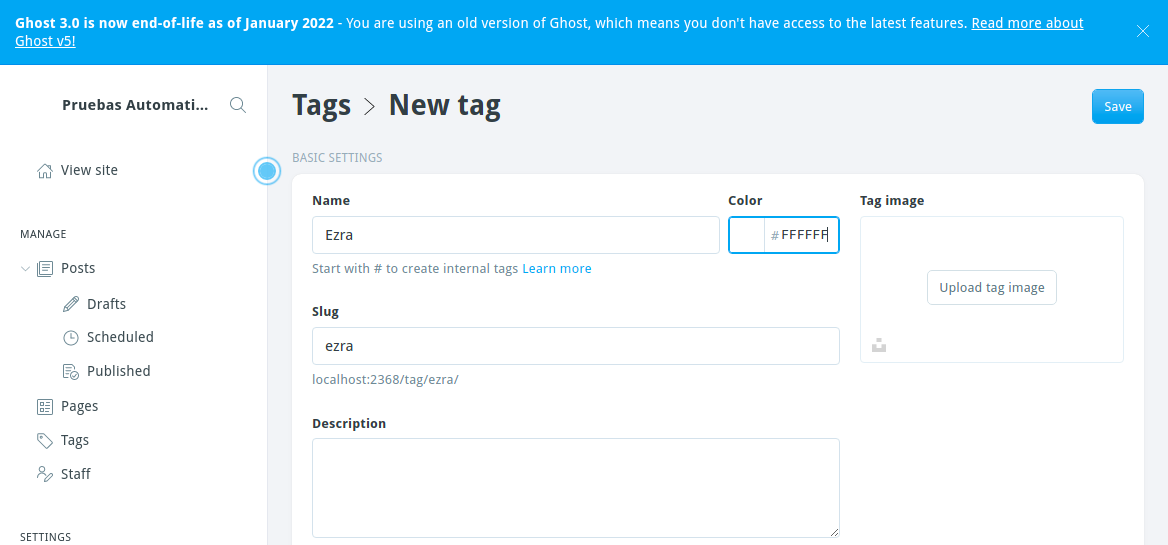 Ghost 3.0 is now end-of-life as of January 2022 - You are using an old version of Ghost, which means you don't have access to the latest features. Read more about
Ghost v5!
Pruebas Automati...
View site
MANAGE
Posts
Drafts
Scheduled
Published
Pages
Tags
Staff
SETTINGS
Tags > New tag
Save
BASIC SETTINGS
Name
Ezra
Start with # to create internal tags Learn more
Color
#FFFFFF
Slug
ezra
localhost:2368/tag/ezra/
Description
Tag image
Upload tag image